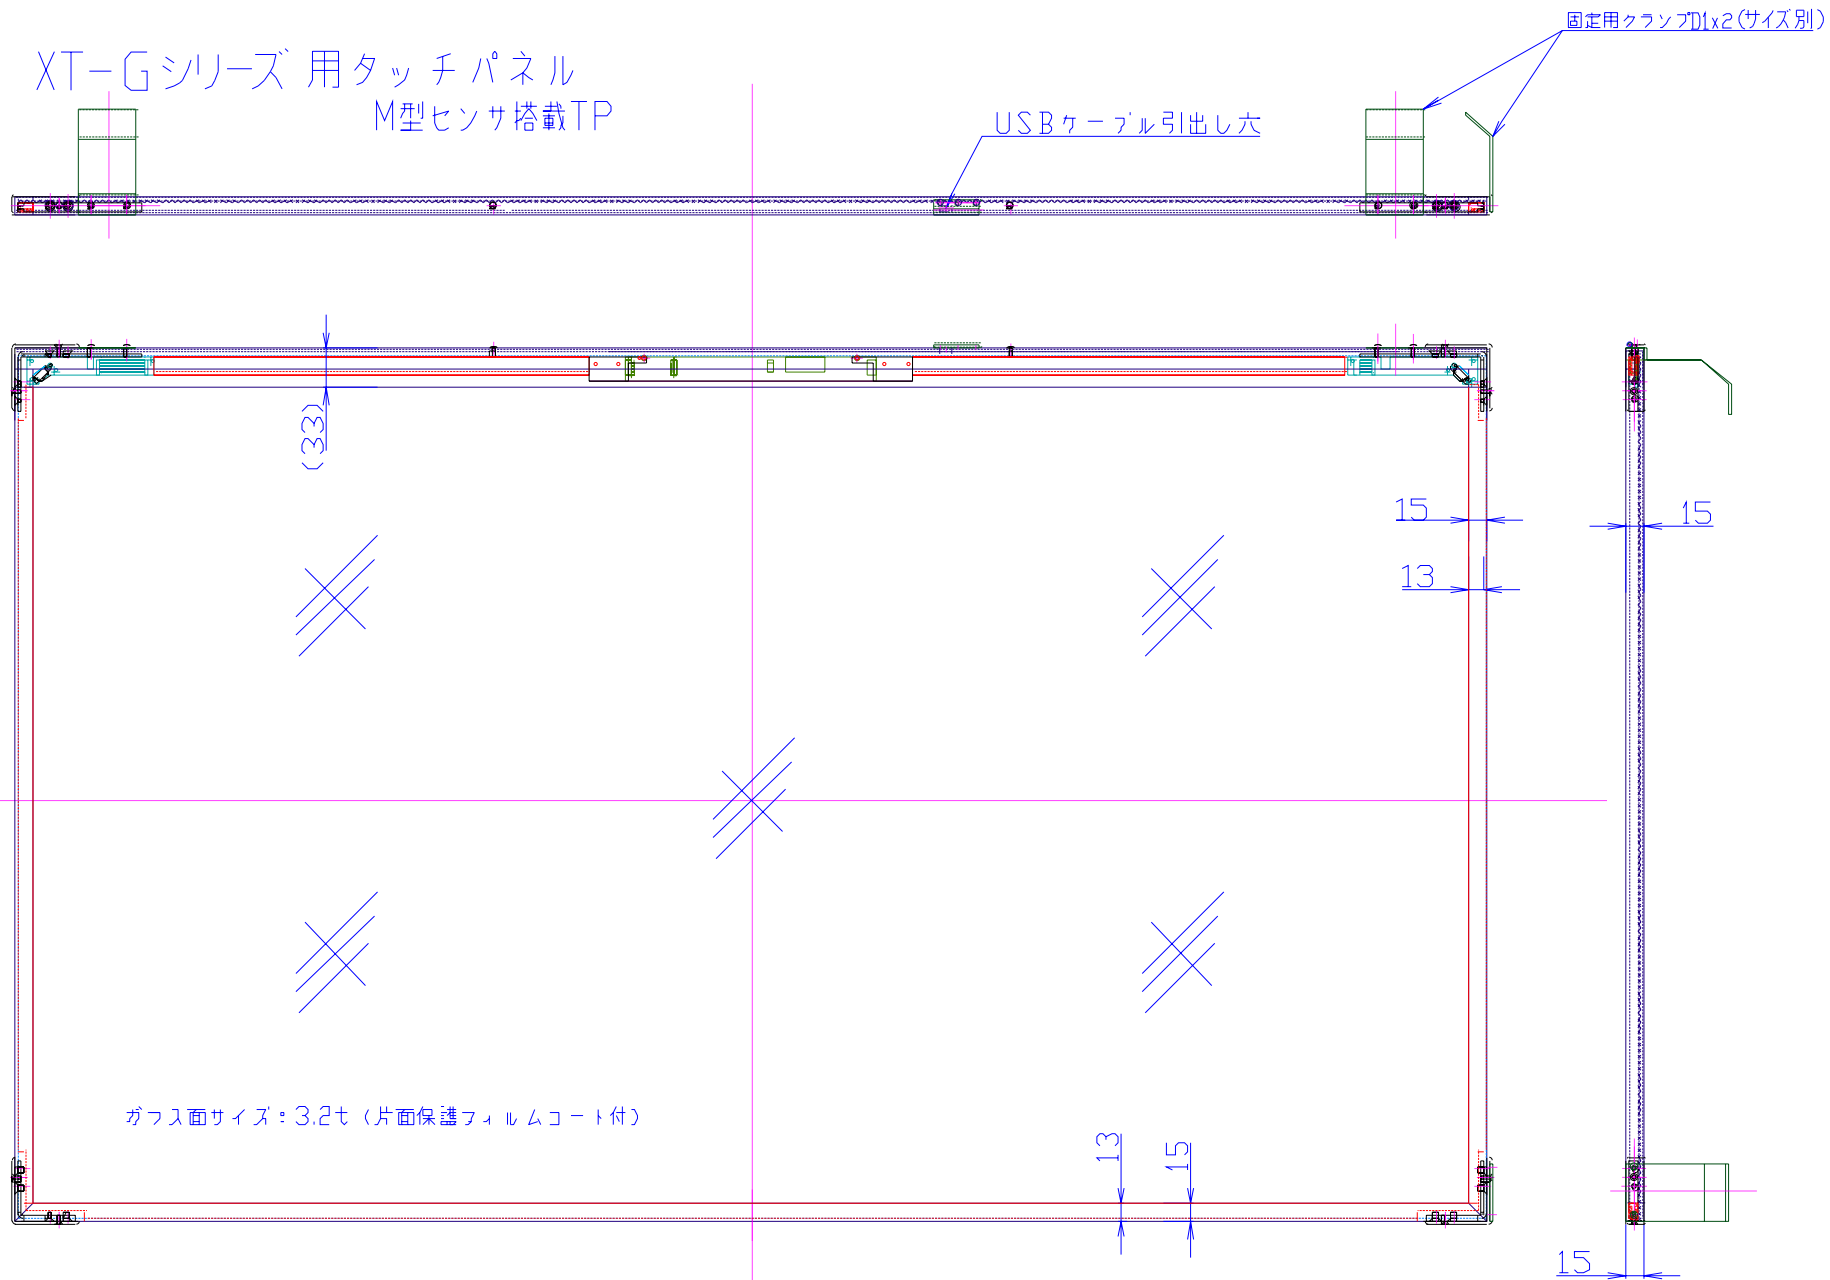 固定用クランプD1x2(サイズ別)
XT-Gシリーズ用タッチパネル
M型センサ搭載TP
USBケーブル引出し穴
(33)
15
15
13
ガラス面サイズ:3.2t(片面保護フィルムコート付)
13
15
15